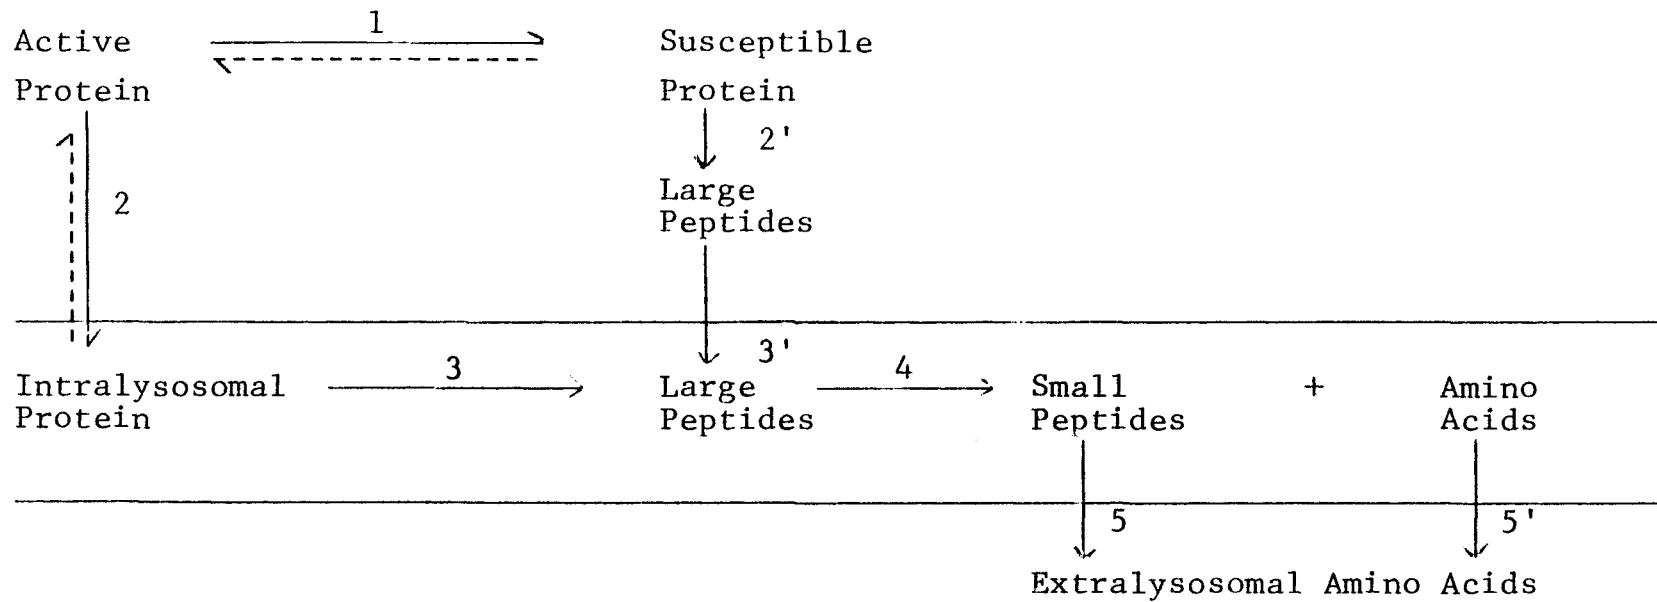 1
Active Susceptible
Protein Protein
2'
Large
Peptides
2
3'
3 4
Intralysosomal Large Small + Amino
Protein Peptides Peptides Acids
5 5'
Extralysosomal Amino Acids